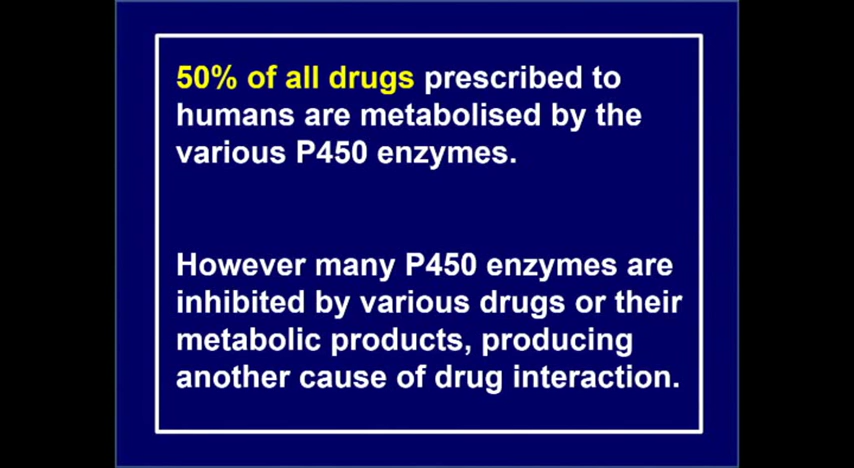 50% of all drugs prescribed to
humans are metabolised by the
various P450 enzymes.
However many P450 enzymes are
inhibited by various drugs or their
metabolic products, producing
another cause of drug interaction.